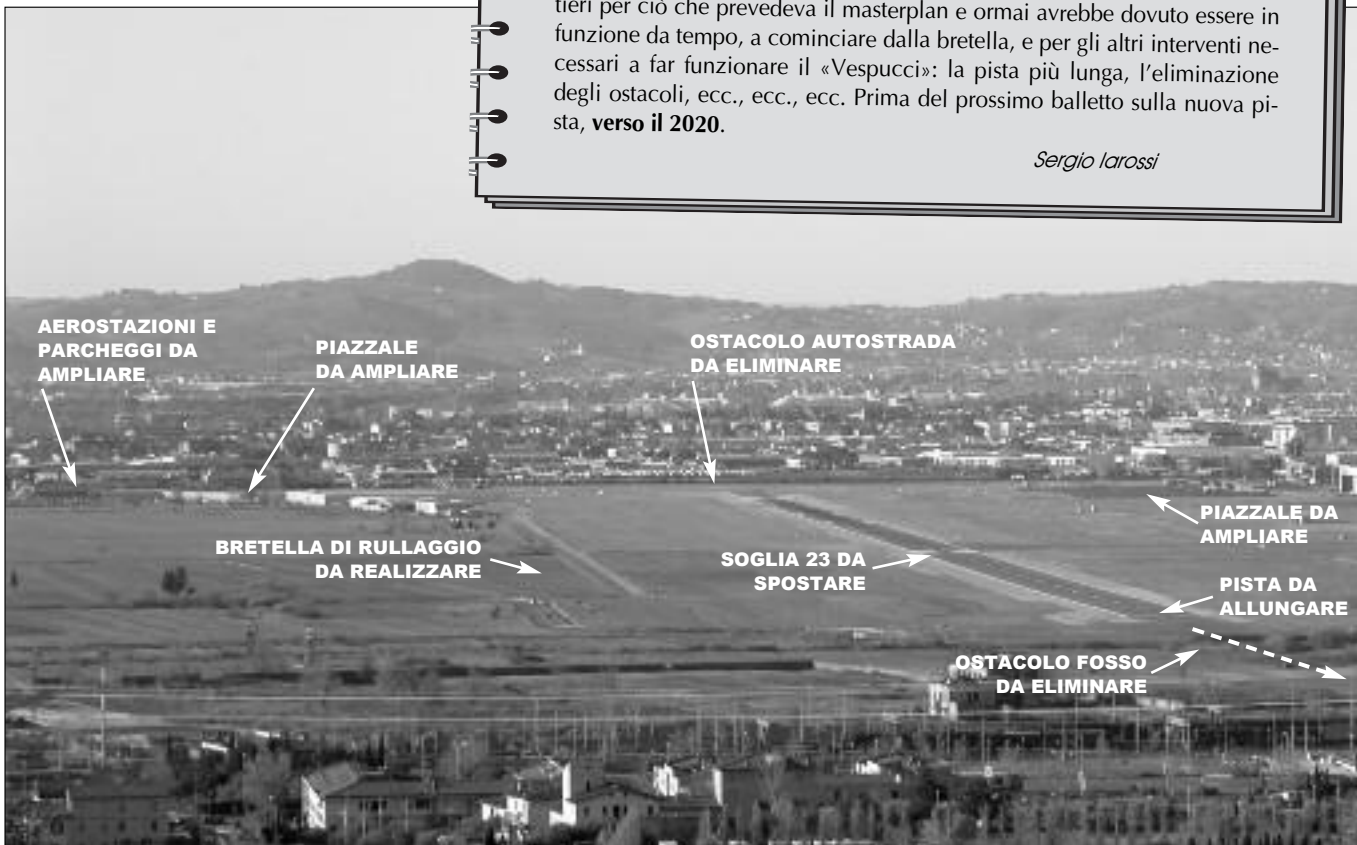 tieri per ciò che prevedeva il masterplan e ormai avrebbe dovuto essere in
funzione da tempo, a cominciare dalla bretella, e per gli altri interventi ne-
cessari a far funzionare il «Vespucci»: la pista più lunga, l'eliminazione
degli ostacoli, ecc., ecc., ecc. Prima del prossimo balletto sulla nuova pi-
sta, verso il 2020.
Sergio Iarossi
AEROSTAZIONI E
PARCHEGGI DA
AMPLIARE
PIAZZALE
DA AMPLIARE
OSTACOLO AUTOSTRADA
DA ELIMINARE
BRETELLA DI RULLAGGIO
DA REALIZZARE
SOGLIA 23 DA
SPOSTARE
PIAZZALE DA
AMPLIARE
PISTA DA
ALLUNGARE
OSTACOLO FOSSO
DA ELIMINARE